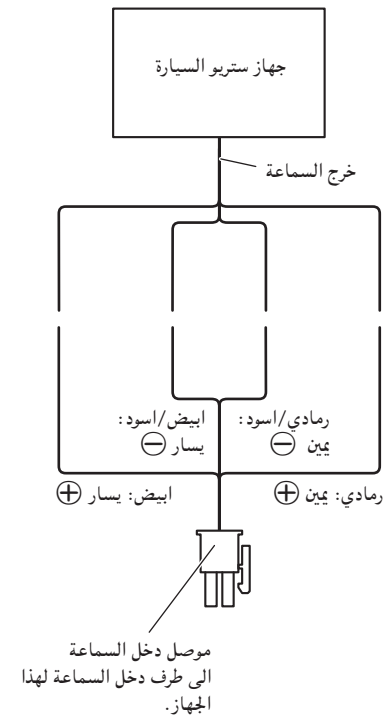 جهاز ستريو السيارة
خرج السماعة
رمادي/اسود:
يمين ⊖
ابيض/اسود:
يسار ⊖
رمادي: يمين ⊕
ابيض: يسار ⊕
موصل دخل السماعة
الى طرف دخل السماعة لهذا
الجهاز.